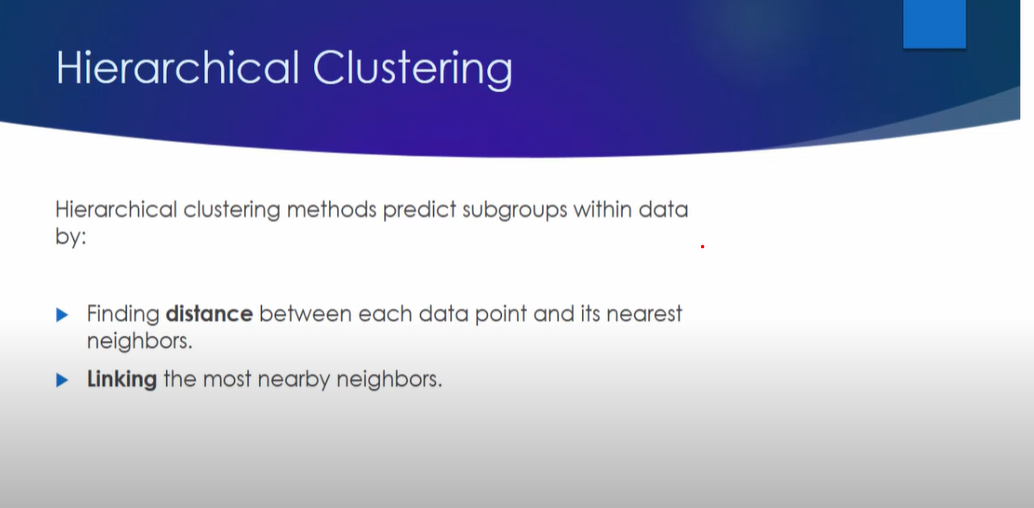 Hierarchical Clustering
Hierarchical clustering methods predict subgroups within data
by:
Finding distance between each data point and its nearest
neighbors.
Linking the most nearby neighbors.